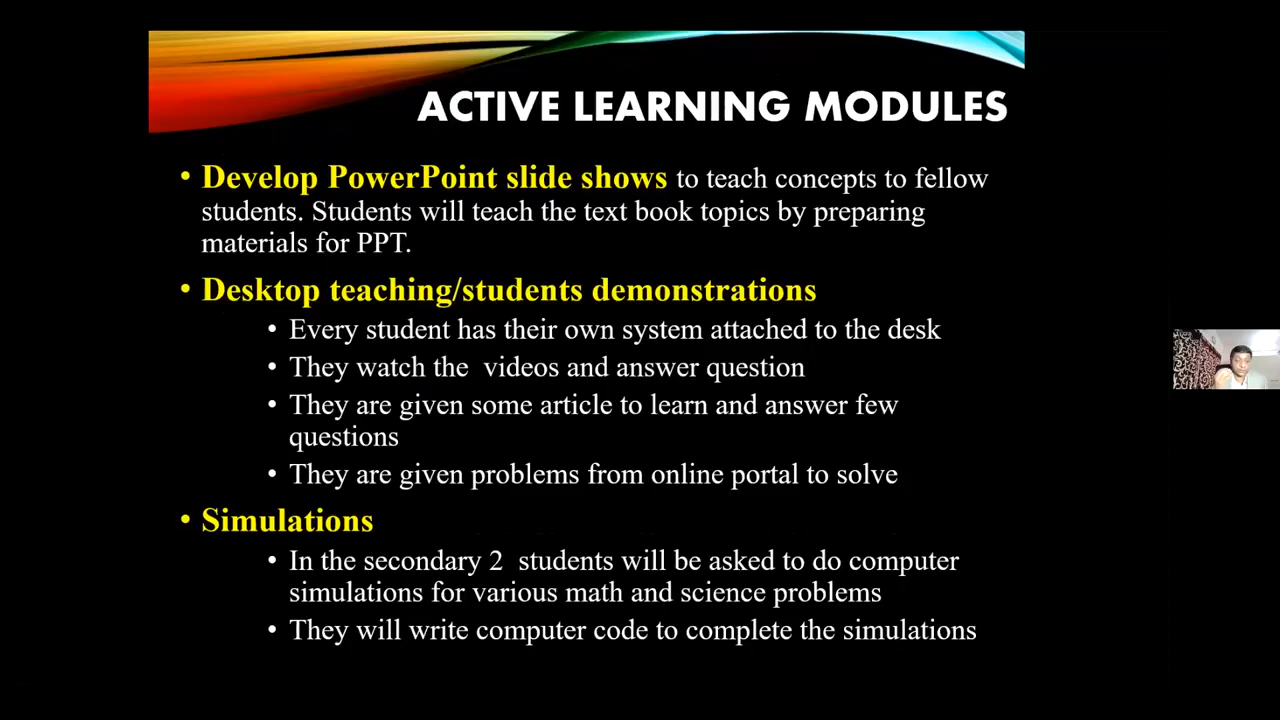 ACTIVE LEARNING MODULES
• Develop PowerPoint slide shows to teach concepts to fellow
students. Students will teach the text book topics by preparing
materials for PPT.
• Desktop teaching/students demonstrations
• Every student has their own system attached to the desk
• They watch the videos and answer question
• They are given some article to learn and answer few
questions
• They are given problems from online portal to solve
• Simulations
• In the secondary 2 students will be asked to do computer
simulations for various math and science problems
• They will write computer code to complete the simulations